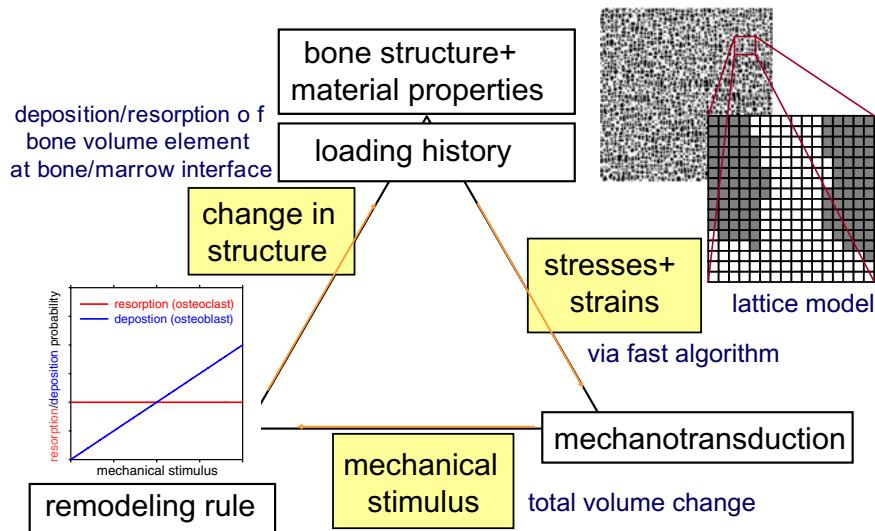 bone structure+
material properties
deposition/resorption o f
bone volume element
at bone/marrow interface
loading history
change in
structure
stresses+
strains
lattice model
via fast algorithm
resorption (osteoclast)
depostion (osteoblast)
resorption/deposition probability
mechanical stimulus
remodeling rule
mechanical
stimulus
mechanotransduction
total volume change